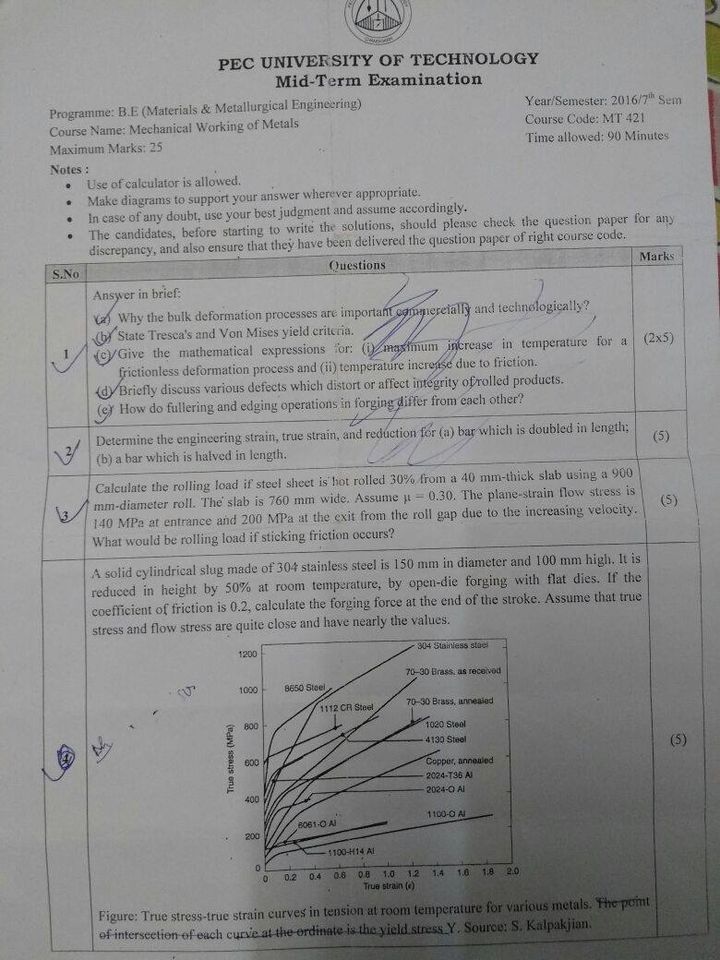 CHANDIGARH
PEC UNIVERSITY OF TECHNOLOGY
Mid-Term Examination
Programme: B.E (Materials & Metallurgical Engineering)
Year/Semester: 2016/7th Sem
Course Name: Mechanical Working of Metals
Course Code: MT 421
Maximum Marks: 25
Time allowed: 90 Minutes
Notes :
• Use of calculator is allowed.
• Make diagrams to support your answer wherever appropriate.
• In case of any doubt, use your best judgment and assume accordingly.
• The candidates, before starting to write the solutions, should please check the question paper for any
discrepancy, and also ensure that they have been delivered the question paper of right course code.
S.No Questions Marks
Answer in brief:
(a) Why the bulk deformation processes are important commercially and technologically?
(b) State Tresca's and Von Mises yield criteria.
1 (c) Give the mathematical expressions for: (i) maximum increase in temperature for a (2x5)
frictionless deformation process and (ii) temperature increase due to friction.
(d) Briefly discuss various defects which distort or affect integrity of rolled products.
(e) How do fullering and edging operations in forging differ from each other?
2 Determine the engineering strain, true strain, and reduction for (a) bar which is doubled in length; (5)
(b) a bar which is halved in length.
Calculate the rolling load if steel sheet is hot rolled 30% from a 40 mm-thick slab using a 900
3 mm-diameter roll. The slab is 760 mm wide. Assume μ = 0.30. The plane-strain flow stress is (5)
140 MPa at entrance and 200 MPa at the exit from the roll gap due to the increasing velocity.
What would be rolling load if sticking friction occurs?
A solid cylindrical slug made of 304 stainless steel is 150 mm in diameter and 100 mm high. It is
reduced in height by 50% at room temperature, by open-die forging with flat dies. If the
coefficient of friction is 0.2, calculate the forging force at the end of the stroke. Assume that true
stress and flow stress are quite close and have nearly the values.
4
(5)
1200
1000
800
600
400
200
0
True stress (MPa)
304 Stainless steel
70-30 Brass, as received
8650 Steel
70-30 Brass, annealed
1112 CR Steel
1020 Steel
4130 Steel
Copper, annealed
2024-T36 Al
2024-O Al
1100-O Al
6061-O Al
1100-H14 Al
0 0.2 0.4 0.6 0.8 1.0 1.2 1.4 1.6 1.8 2.0
True strain (ε)
Figure: True stress-true strain curves in tension at room temperature for various metals. The point
of intersection of each curve at the ordinate is the yield stress Y. Source: S. Kalpakjian.